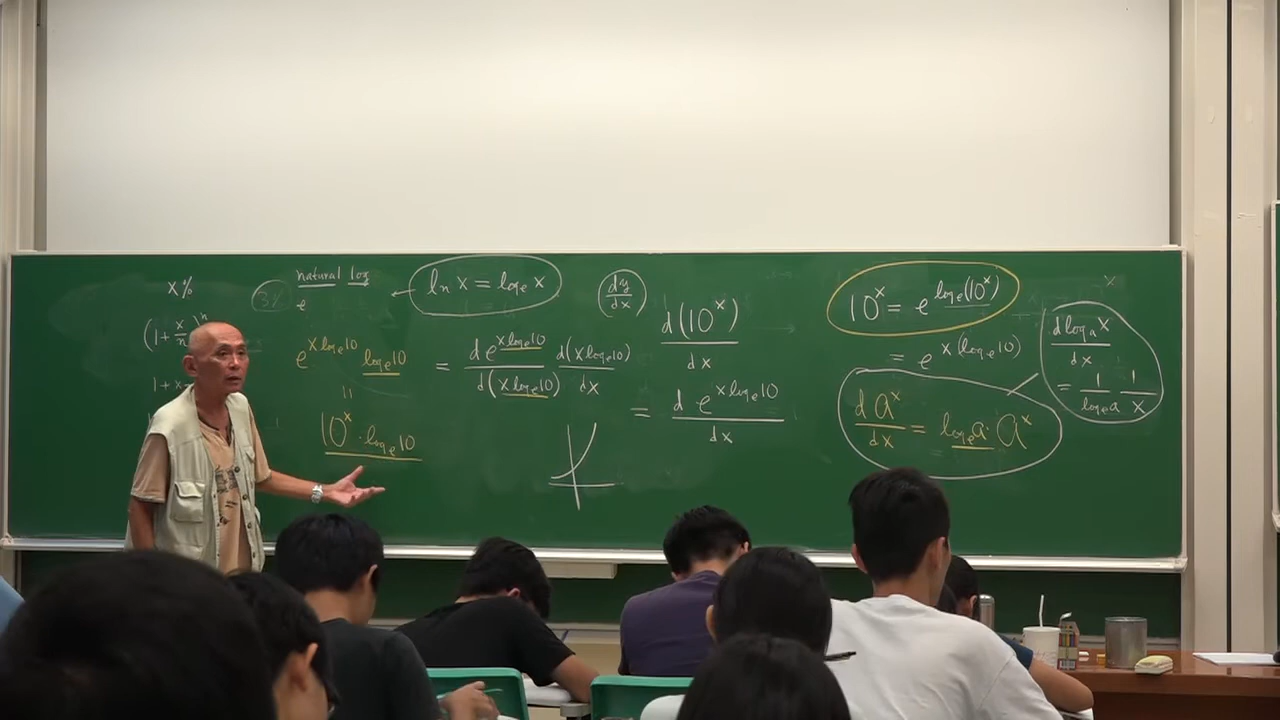 x%
(1+x/n)^n
1+x
3%
natural log
e
ln x = log_e x
dy/dx
e^{x log_e 10} log_e 10
= d e^{x log_e 10} / d(x log_e 10) d(x log_e 10)/dx
||
10^x · log_e 10
d(10^x)/dx
= d e^{x log_e 10} / dx
10^x = e^{log_e (10^x)}
= e^{x (log_e 10)}
d a^x / dx = log_e a · a^x
d log_a x / dx
= 1/log_e a 1/x